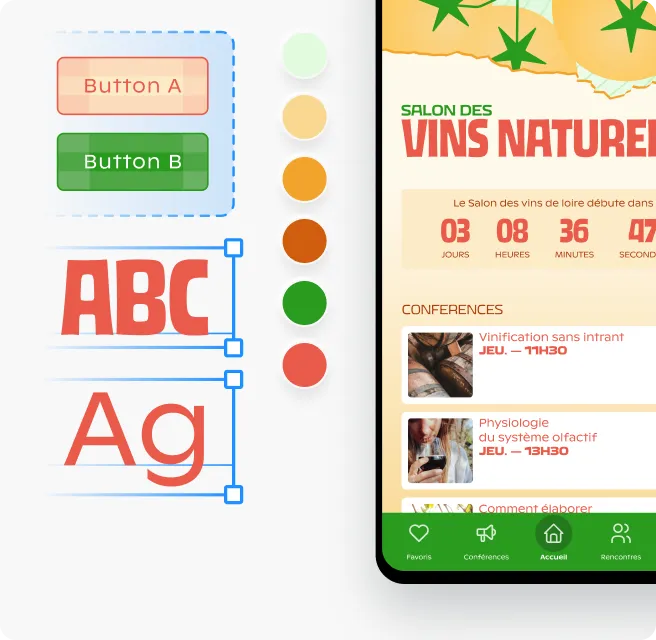 Button A
Button B
ABC
Ag
SALON DES
VINS NATUREL
Le Salon des vins de loire débute dans
03 08 36 47
JOURS HEURES MINUTES SECOND
CONFERENCES
Vinification sans intrant
JEU. — 11H30
Physiologie
du système olfactif
JEU. — 13H30
Comment élaborer
Favoris Conférences Accueil Rencontres